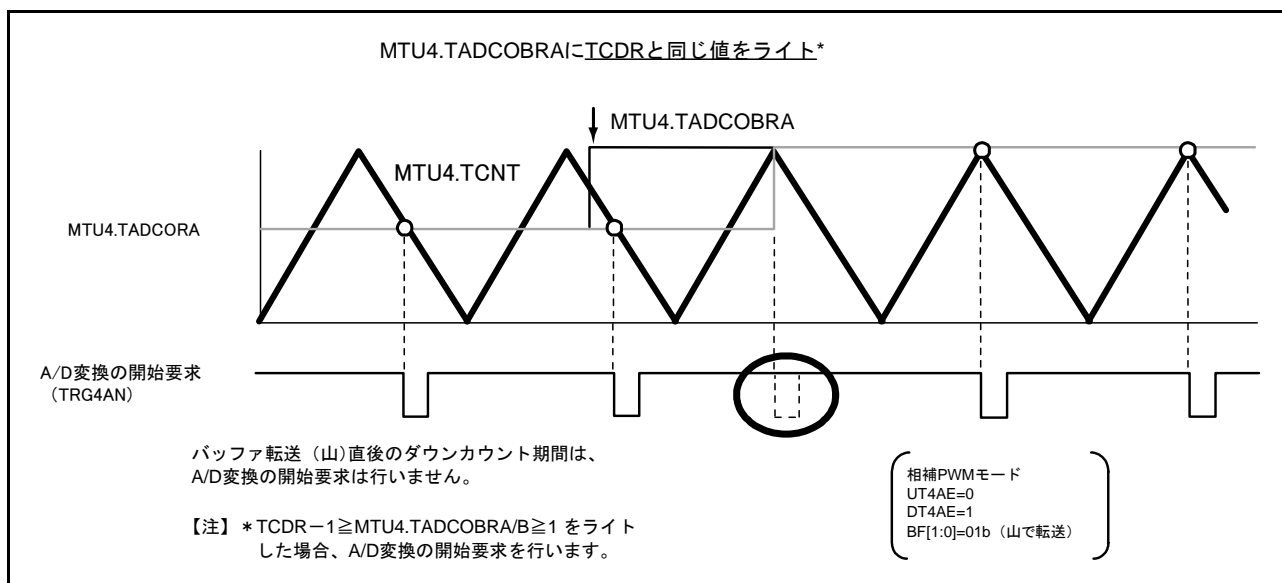 MTU4.TADCOBRAにTCDRと同じ値をライト*
MTU4.TADCOBRA
MTU4.TCNT
MTU4.TADCORA
A/D変換の開始要求
（TRG4AN）
バッファ転送（山）直後のダウンカウント期間は、
A/D変換の開始要求は行いません。
相補PWMモード
UT4AE=0
DT4AE=1
BF[1:0]=01b（山で転送）
【注】 ＊TCDR－1≧MTU4.TADCOBRA/B≧1 をライト
した場合、A/D変換の開始要求を行います。